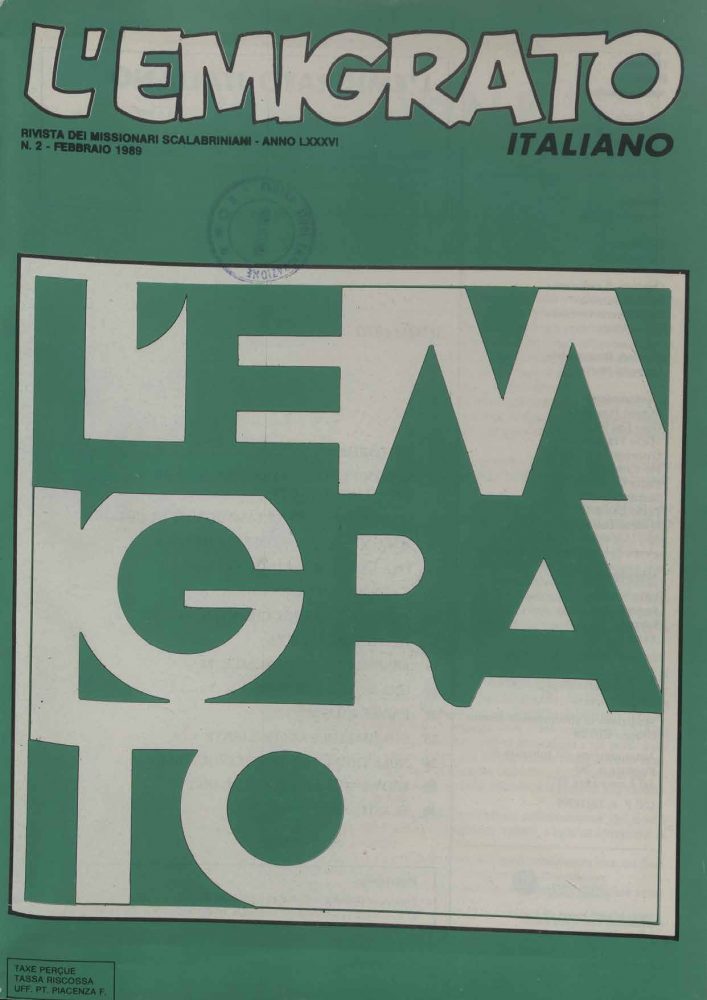 L'EMIGRATO
ITALIANO
RIVISTA DEI MISSIONARI SCALABRINIANI - ANNO LXXXVI
N. 2 - FEBBRAIO 1989
L'EM
IGRA
TO
TAXE PERÇUE
TASSA RISCOSSA
UFF. PT. PIACENZA F.